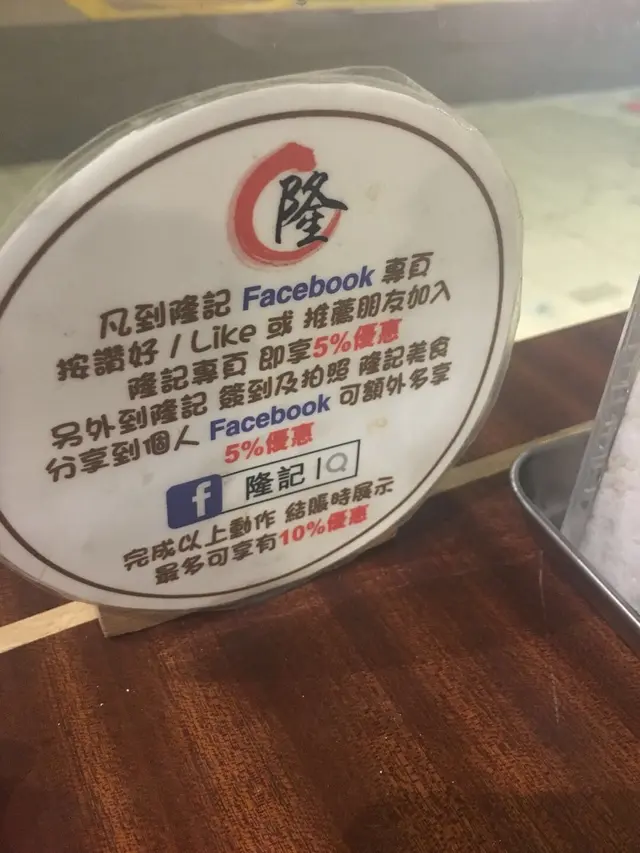 隆
凡到隆記 Facebook 專頁
按讚好 / Like 或 推薦朋友加入
隆記專頁 即享5%優惠
另外到隆記 簽到及拍照 隆記美食
分享到個人 Facebook 可額外多享
5%優惠
f 隆記
完成以上動作 結賬時展示
最多可享有10%優惠